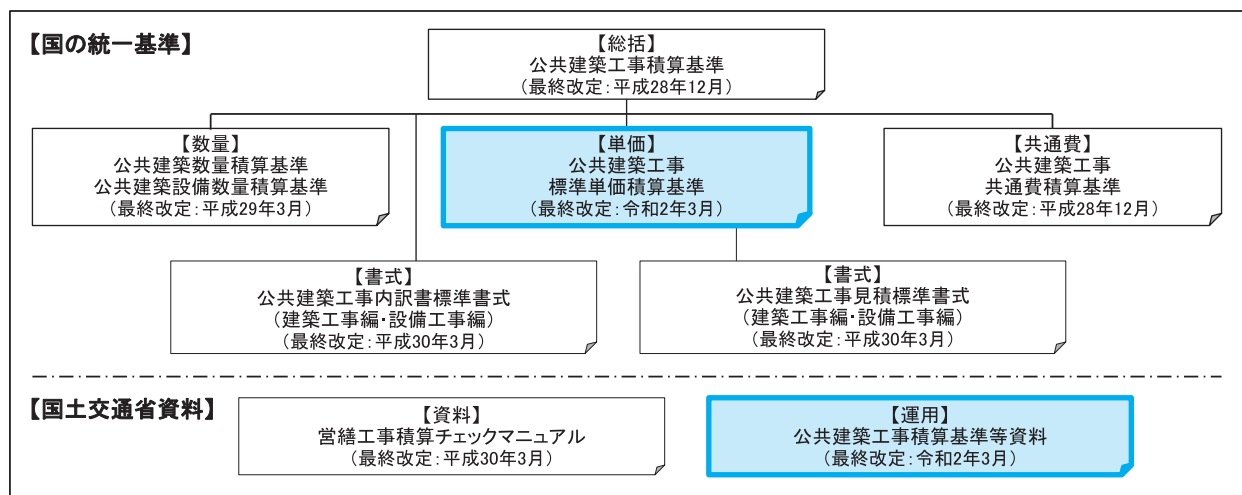 【国の統一基準】
【総括】
公共建築工事積算基準
(最終改定:平成28年12月)
【数量】
公共建築数量積算基準
公共建築設備数量積算基準
(最終改定:平成29年3月)
【単価】
公共建築工事
標準単価積算基準
(最終改定:令和2年3月)
【共通費】
公共建築工事
共通費積算基準
(最終改定:平成28年12月)
【書式】
公共建築工事内訳書標準書式
(建築工事編・設備工事編)
(最終改定:平成30年3月)
【書式】
公共建築工事見積標準書式
(建築工事編・設備工事編)
(最終改定:平成30年3月)
【国土交通省資料】
【資料】
営繕工事積算チェックマニュアル
(最終改定:平成30年3月)
【運用】
公共建築工事積算基準等資料
(最終改定:令和2年3月)